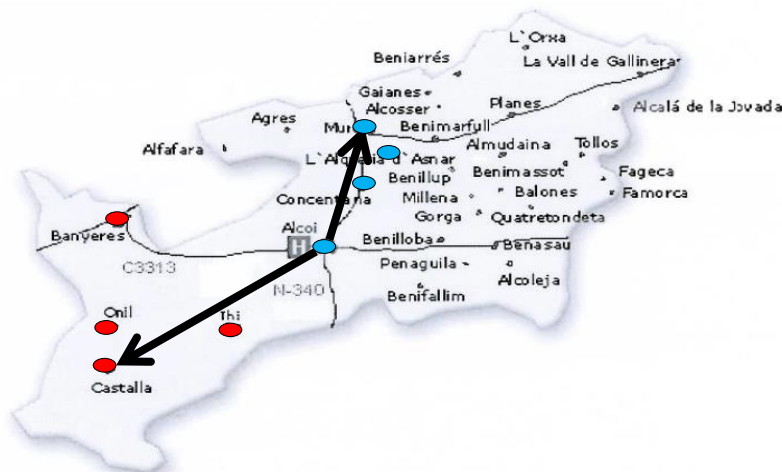 L`Orxa
Beniarrés
La Vall de Gallinera
Gaianes
Alcosser
Planes
Alcalá de la Jovada
Agres
Mur
Benimarfull
Alfafara
Almudaina
Tollos
L`Alqueria d`Asnar
Benillup
Benimassot
Fageca
Concentaina
Millena
Balones
Famorca
Gorga
Quatretondeta
Alcoi
Banyeres
H
Benilloba
Benasau
C3313
Penaguila
Alcoleja
N-340
Benifallim
Onil
Ibi
Castalla